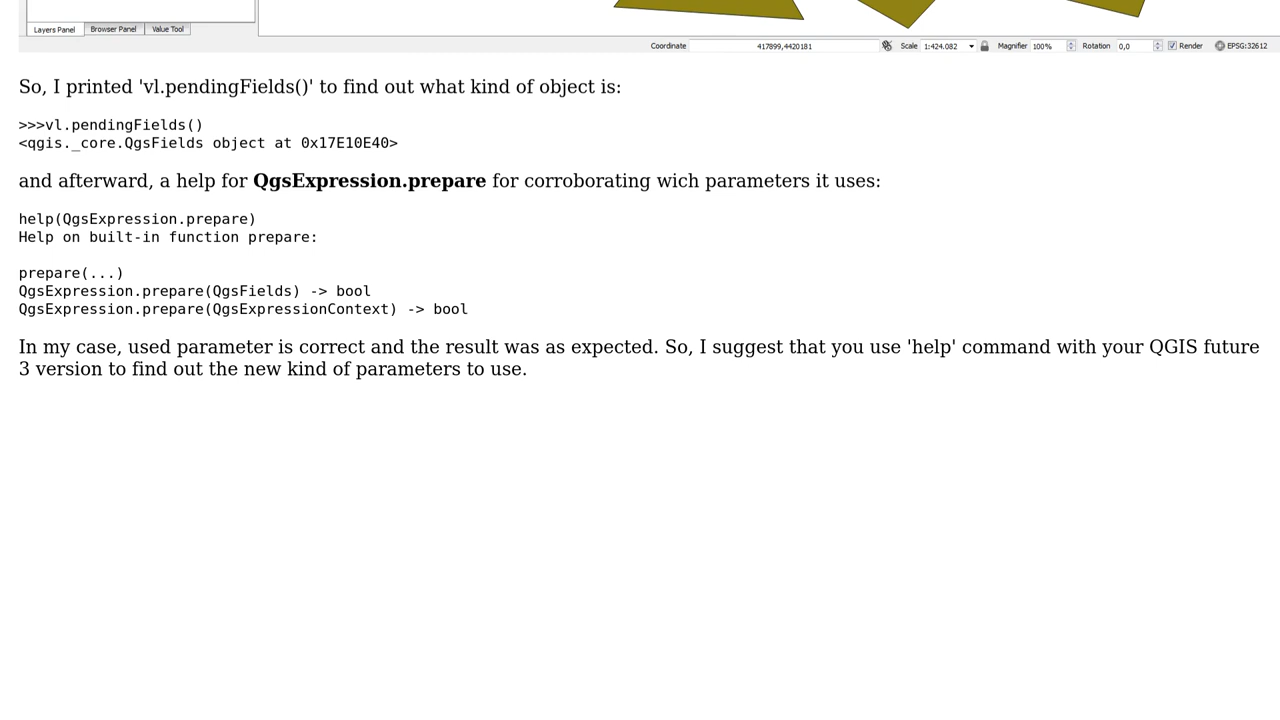 Layers Panel Browser Panel Value Tool
Coordinate 417899,4420181 Scale 1:424.082 Magnifier 100% Rotation 0,0 Render EPSG:32612
So, I printed 'vl.pendingFields()' to find out what kind of object is:
>>>vl.pendingFields()
<qgis._core.QgsFields object at 0x17E10E40>
and afterward, a help for QgsExpression.prepare for corroborating wich parameters it uses:
help(QgsExpression.prepare)
Help on built-in function prepare:
prepare(...)
QgsExpression.prepare(QgsFields) -> bool
QgsExpression.prepare(QgsExpressionContext) -> bool
In my case, used parameter is correct and the result was as expected. So, I suggest that you use 'help' command with your QGIS future
3 version to find out the new kind of parameters to use.